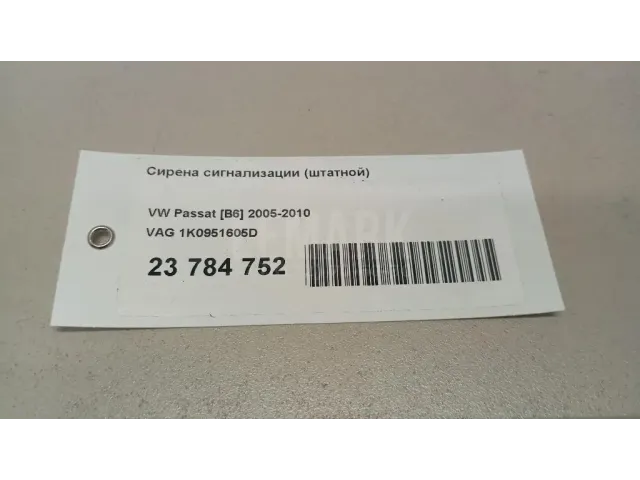 Сирена сигнализации (штатной)
VW Passat [B6] 2005-2010
VAG 1K0951605D
23 784 752